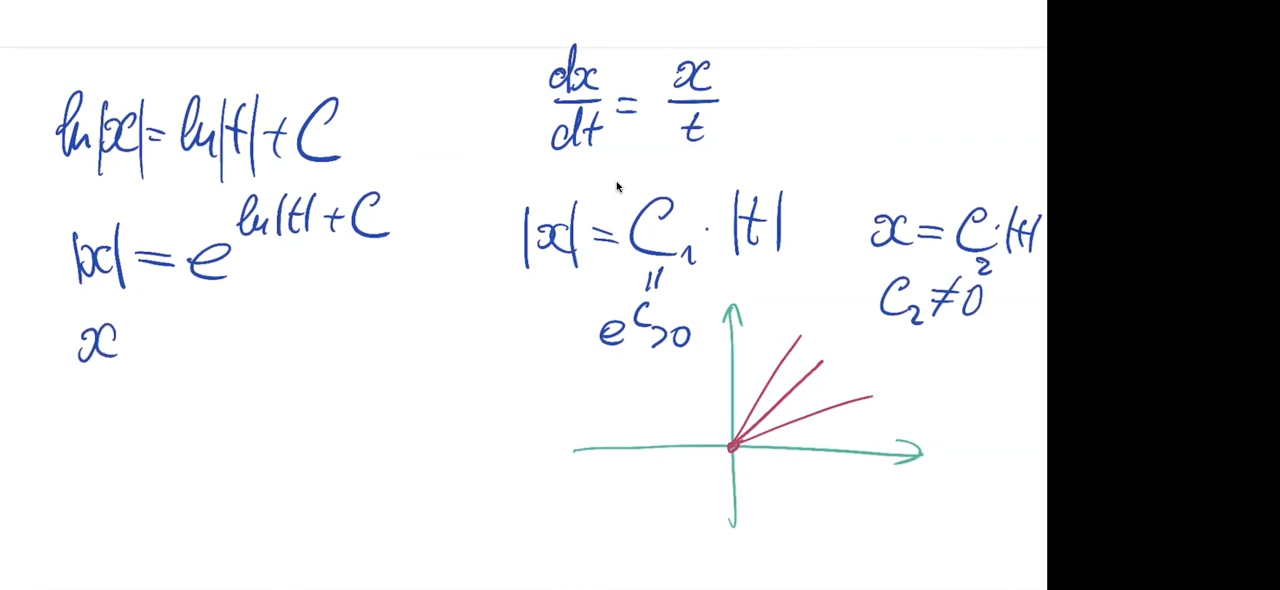 ln|x| = ln|t| + C
|x| = e^{ln|t| + C}
x
dx/dt = x/t
|x| = C₁ · |t|
"
e^C > 0
x = C₂ · |t|
C₂ ≠ 0